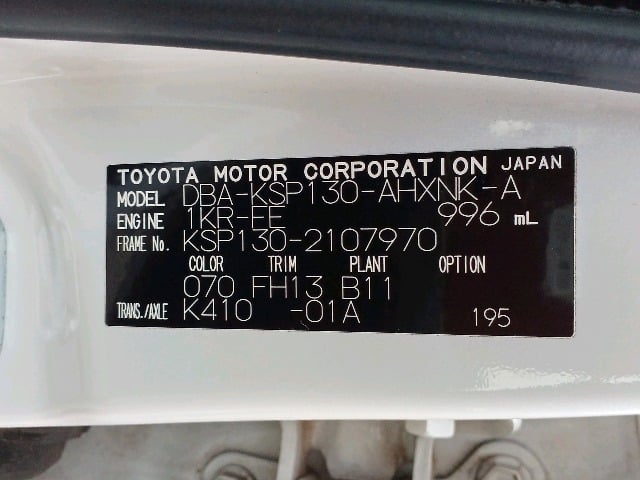 TOYOTA MOTOR CORPORATION JAPAN
MODEL DBA-KSP130-AHXNK-A
ENGINE 1KR-FE 996 mL
FRAME No. KSP130-2107970
COLOR TRIM PLANT OPTION
070 FH13 B11
TRANS./AXLE K410 -01A 195